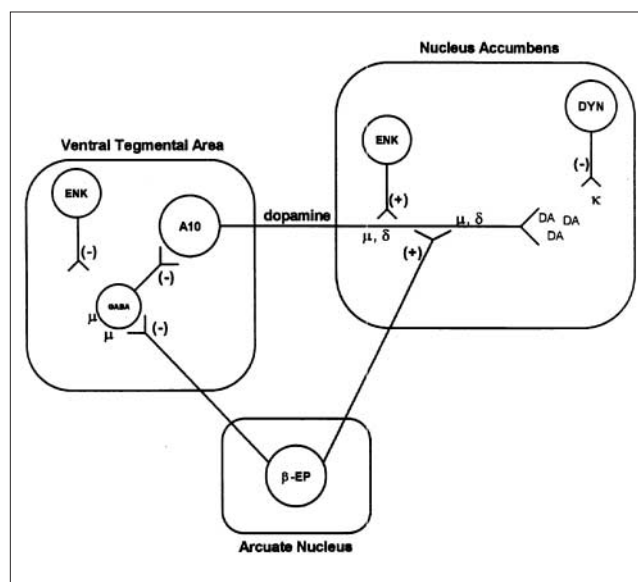 Nucleus Accumbens
DYN
(-)
κ
ENK
(+)
μ, δ
μ, δ
(+)
DA
DA
DA
Ventral Tegmental Area
ENK
(-)
A10
dopamine
(-)
GABA
μ
μ
(-)
β-EP
Arcuate Nucleus